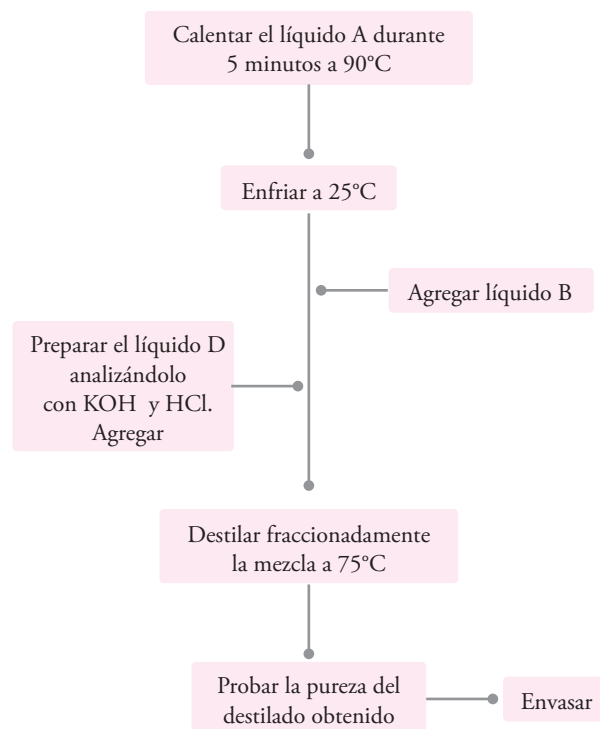 Calentar el líquido A durante
5 minutos a 90°C
Enfriar a 25°C
Agregar líquido B
Preparar el líquido D
analizándolo
con KOH y HCl.
Agregar
Destilar fraccionadamente
la mezcla a 75°C
Probar la pureza del
destilado obtenido
Envasar